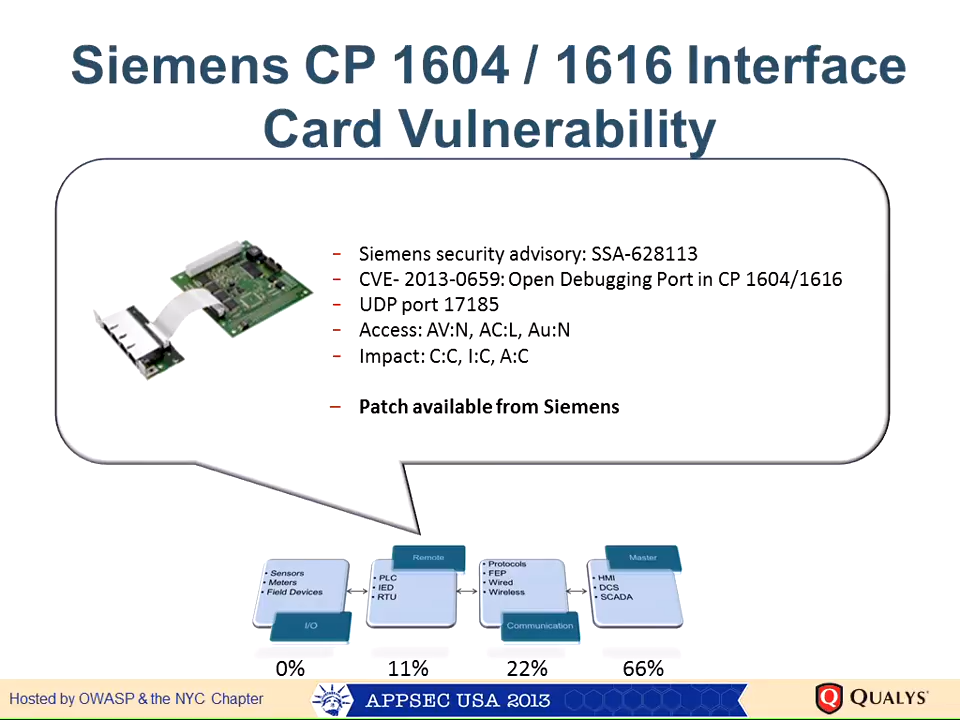 Siemens CP 1604 / 1616 Interface
Card Vulnerability
– Siemens security advisory: SSA-628113
– CVE- 2013-0659: Open Debugging Port in CP 1604/1616
– UDP port 17185
– Access: AV:N, AC:L, Au:N
– Impact: C:C, I:C, A:C
– Patch available from Siemens
• Sensors
• Meters
• Field Devices
I/O
Remote
• PLC
• IED
• RTU
• Protocols
• FEP
• Wired
• Wireless
Communication
Master
• HMI
• DCS
• SCADA
0% 11% 22% 66%
Hosted by OWASP & the NYC Chapter
APPSEC USA 2013
QUALYS